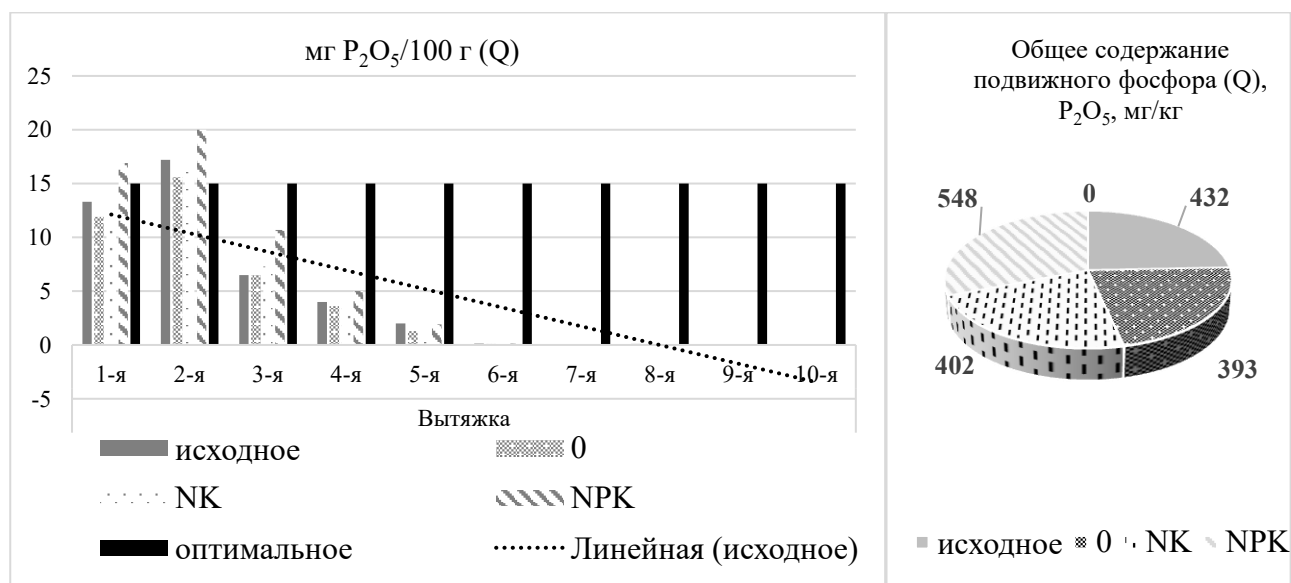 мг P₂O₅/100 г (Q)
25
20
15
10
5
0
-5
1-я 2-я 3-я 4-я 5-я 6-я 7-я 8-я 9-я 10-я
Вытяжка
исходное 0
NK NPK
оптимальное Линейная (исходное)
Общее содержание
подвижного фосфора (Q),
P₂O₅, мг/кг
0
432
548
402
393
исходное 0 NK NPK